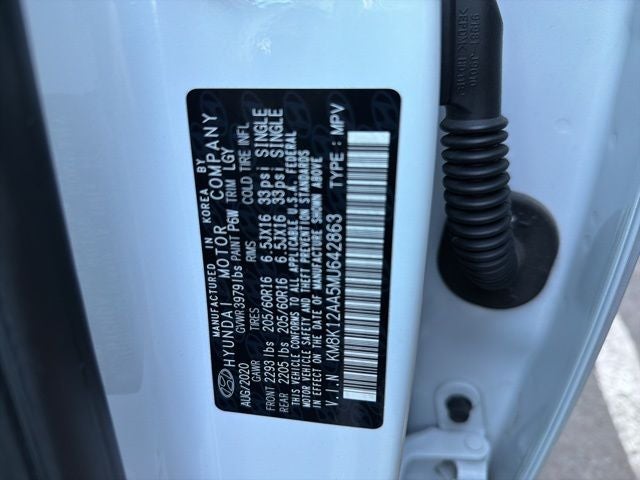 MANUFACTURED IN KOREA BY
HYUNDAI MOTOR COMPANY
AUG/2020 GVWR 3979lbs PAINT P6W TRIM LGY
GAWR TIRES RIMS COLD TIRE INFL
FRONT 2293 lbs 205/60R16 6.5JX16 33psi SINGLE
REAR 2205 lbs 205/60R16 6.5JX16 33psi SINGLE
THIS VEHICLE CONFORMS TO ALL APPLICABLE U.S.A. FEDERAL
MOTOR VEHICLE SAFETY AND THEFT PREVENTION STANDARDS
IN EFFECT ON THE DATE OF MANUFACTURE SHOWN ABOVE
V.I.N KM8K12AA5MU642863 TYPE : MPV